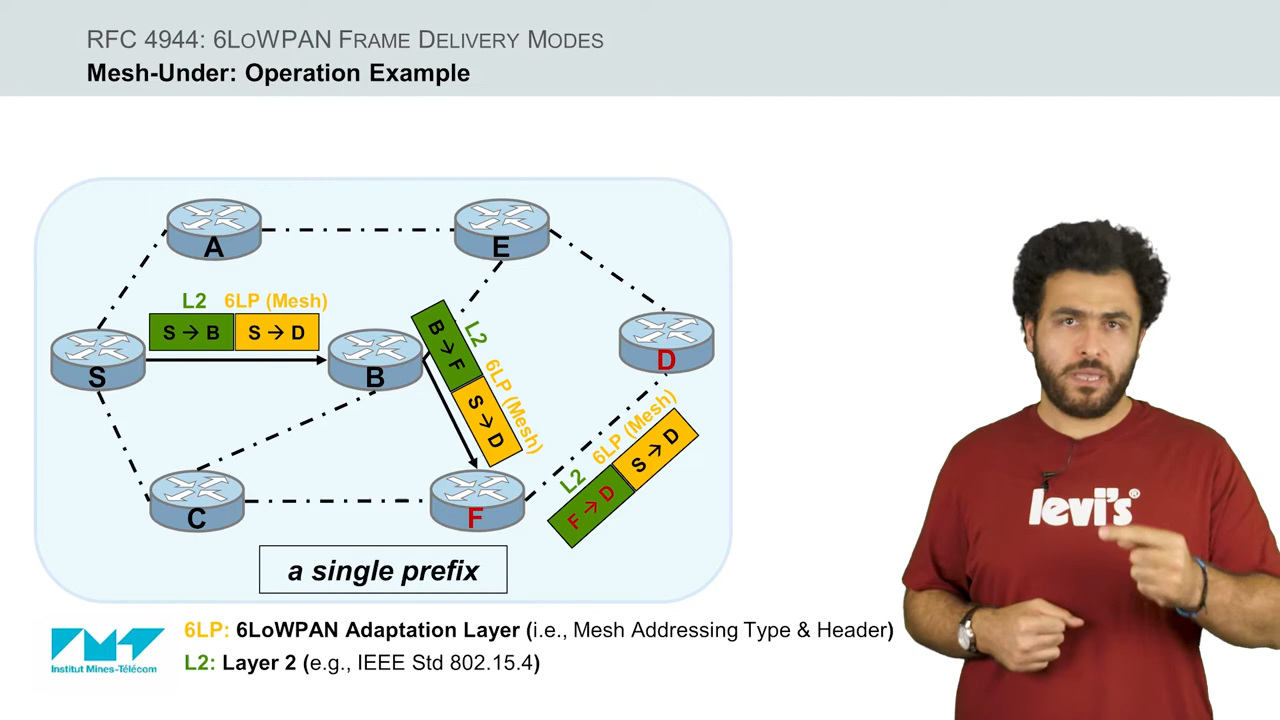 RFC 4944: 6LoWPAN Frame Delivery Modes
Mesh-Under: Operation Example
A
E
L2 6LP (Mesh)
S → B S → D
S
B
L2 6LP (Mesh)
B → F S → D
D
L2 6LP (Mesh)
F → D S → D
C
F
a single prefix
levi's®
6LP: 6LoWPAN Adaptation Layer (i.e., Mesh Addressing Type & Header)
L2: Layer 2 (e.g., IEEE Std 802.15.4)
Institut Mines-Télécom